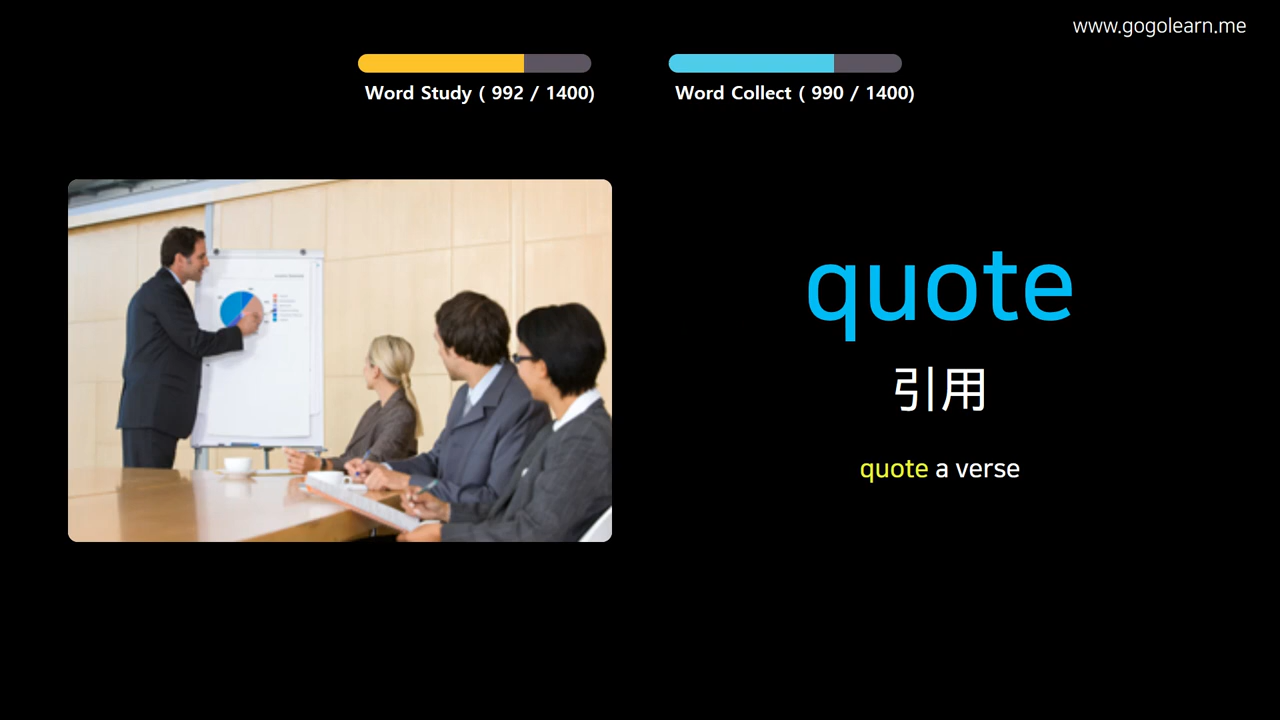 www.gogolearn.me
Word Study ( 992 / 1400)
Word Collect ( 990 / 1400)
quote
引用
quote a verse